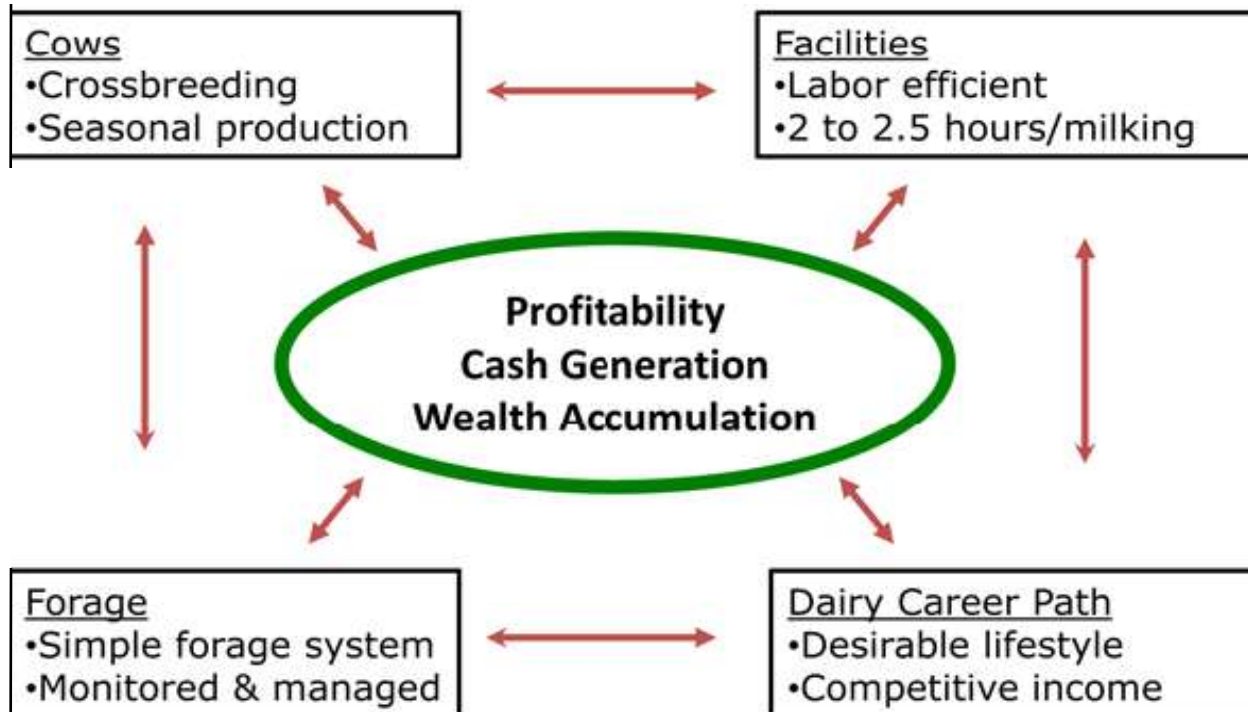 Cows
•Crossbreeding
•Seasonal production
Facilities
•Labor efficient
•2 to 2.5 hours/milking
Profitability
Cash Generation
Wealth Accumulation
Forage
•Simple forage system
•Monitored & managed
Dairy Career Path
•Desirable lifestyle
•Competitive income